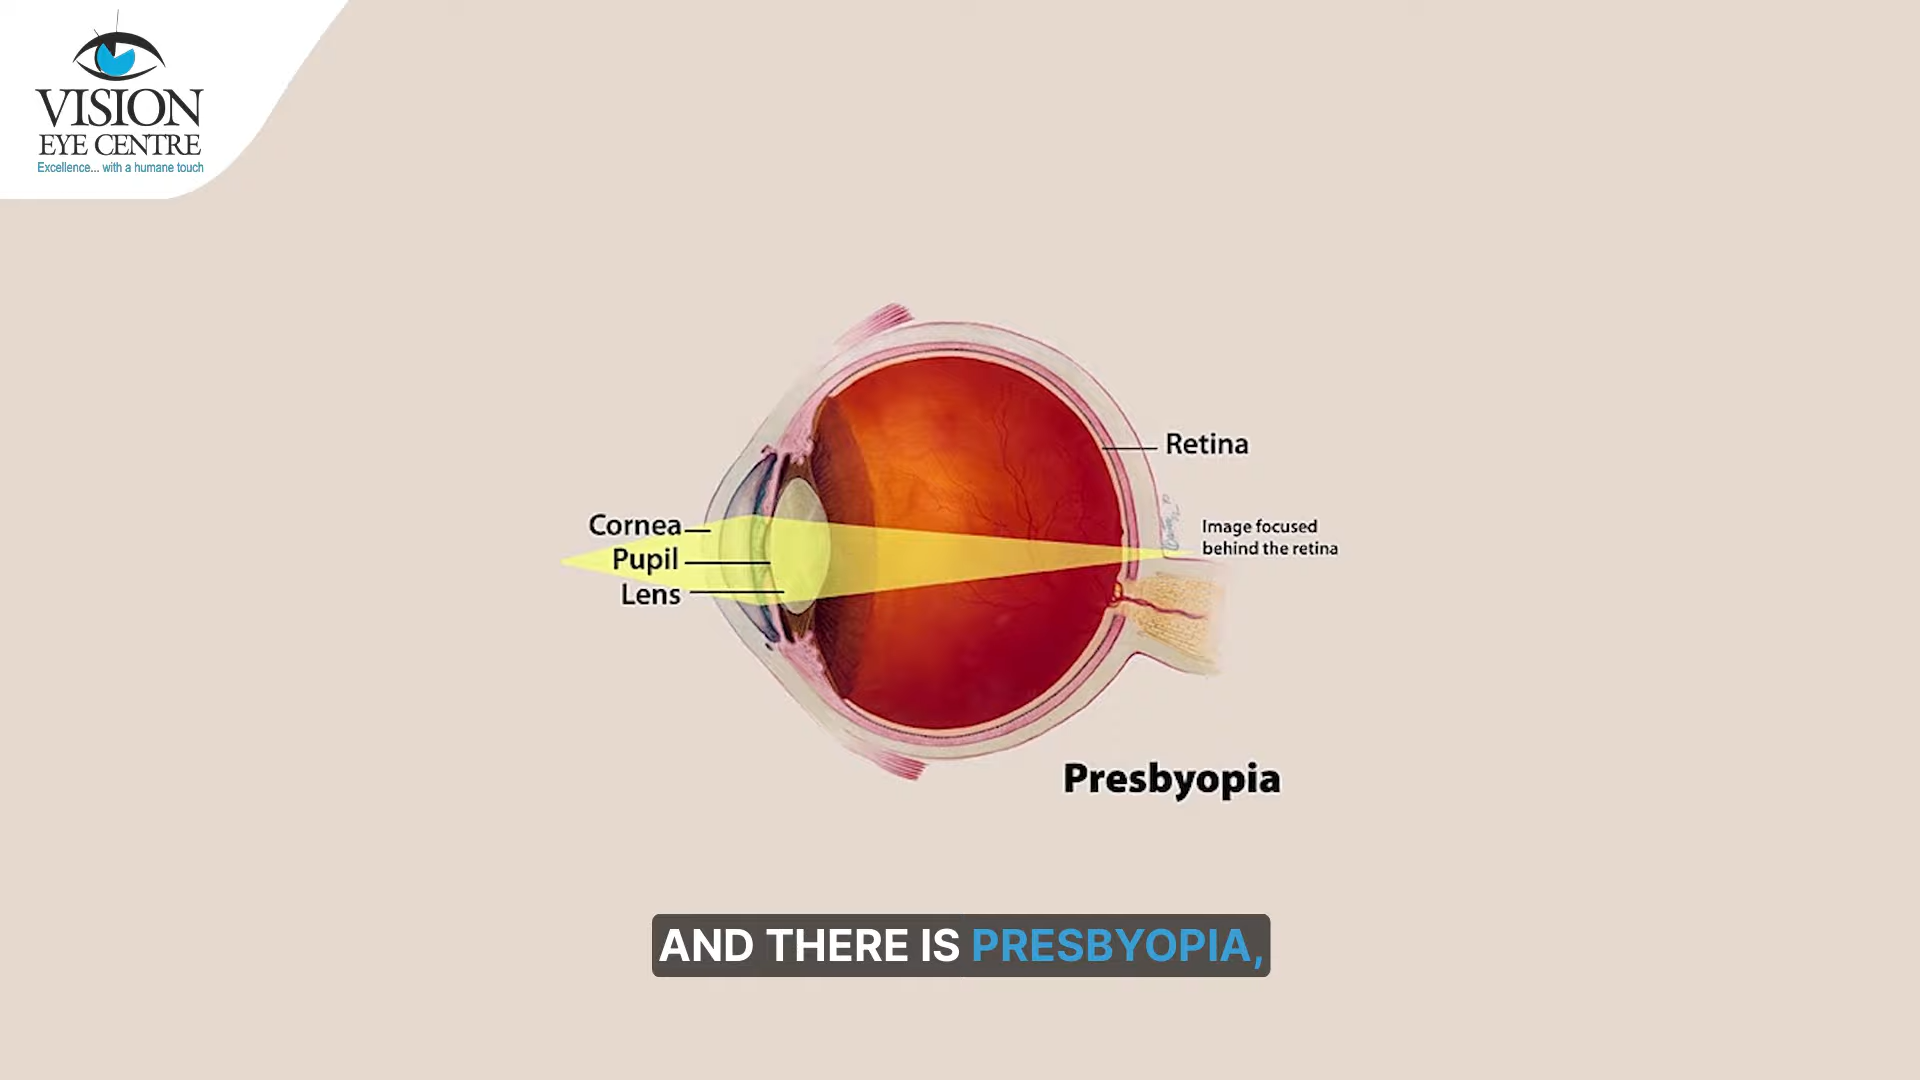 VISION
EYE CENTRE
Excellence... with a humane touch
Retina
Cornea
Pupil
Lens
Image focused
behind the retina
Presbyopia
AND THERE IS PRESBYOPIA,